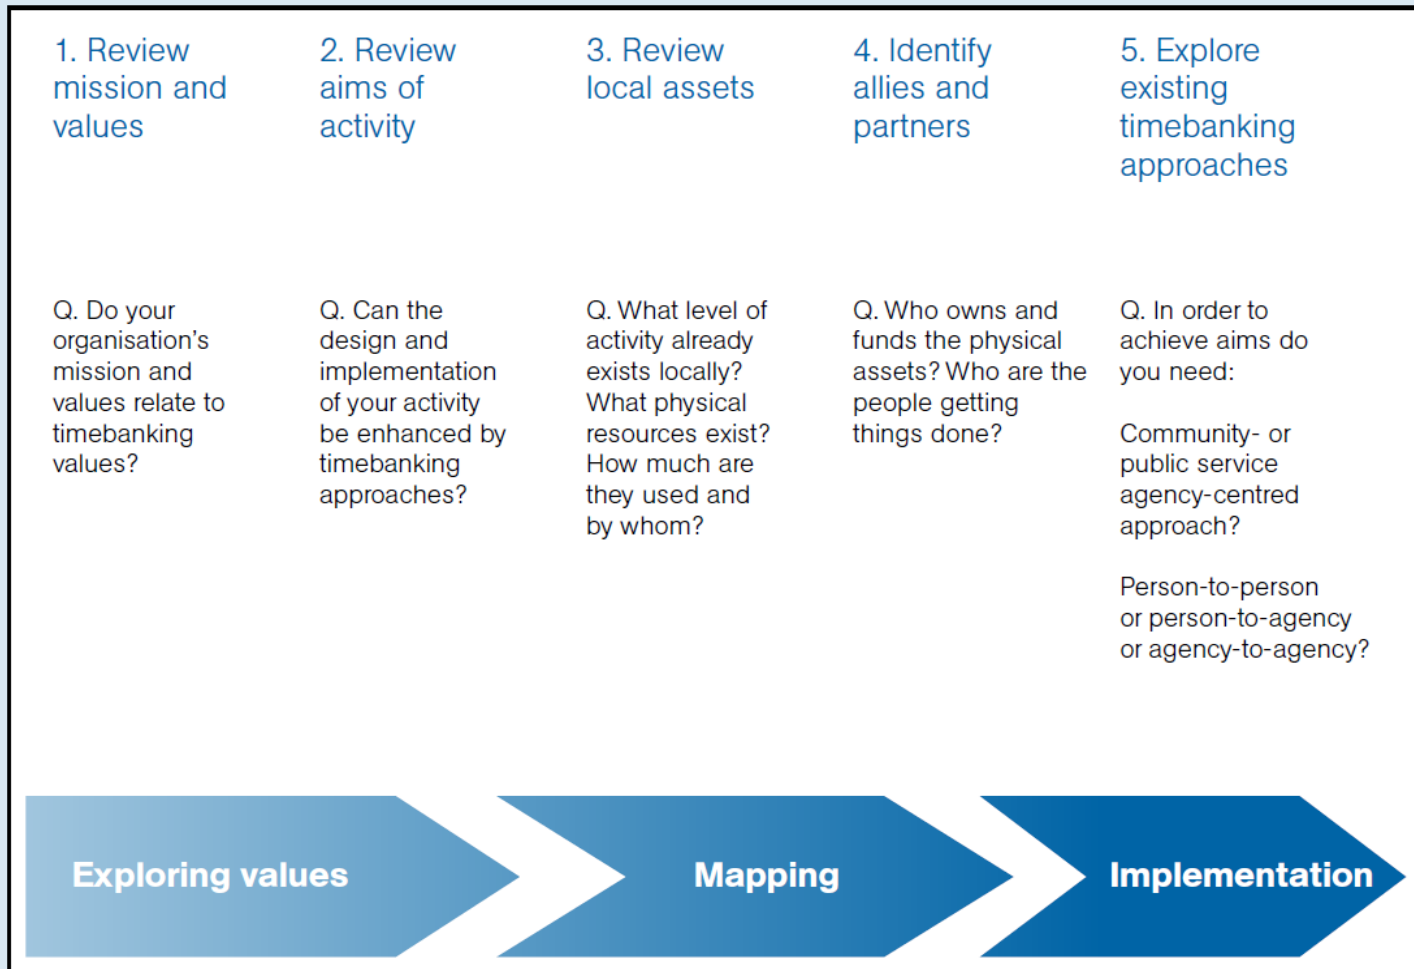 1. Review
mission and
values
2. Review
aims of
activity
3. Review
local assets
4. Identify
allies and
partners
5. Explore
existing
timebanking
approaches
Q. Do your
organisation’s
mission and
values relate to
timebanking
values?
Q. Can the
design and
implementation
of your activity
be enhanced by
timebanking
approaches?
Q. What level of
activity already
exists locally?
What physical
resources exist?
How much are
they used and
by whom?
Q. Who owns and
funds the physical
assets? Who are the
people getting
things done?
Q. In order to
achieve aims do
you need:
Community- or
public service
agency-centred
approach?
Person-to-person
or person-to-agency
or agency-to-agency?
Exploring values
Mapping
Implementation